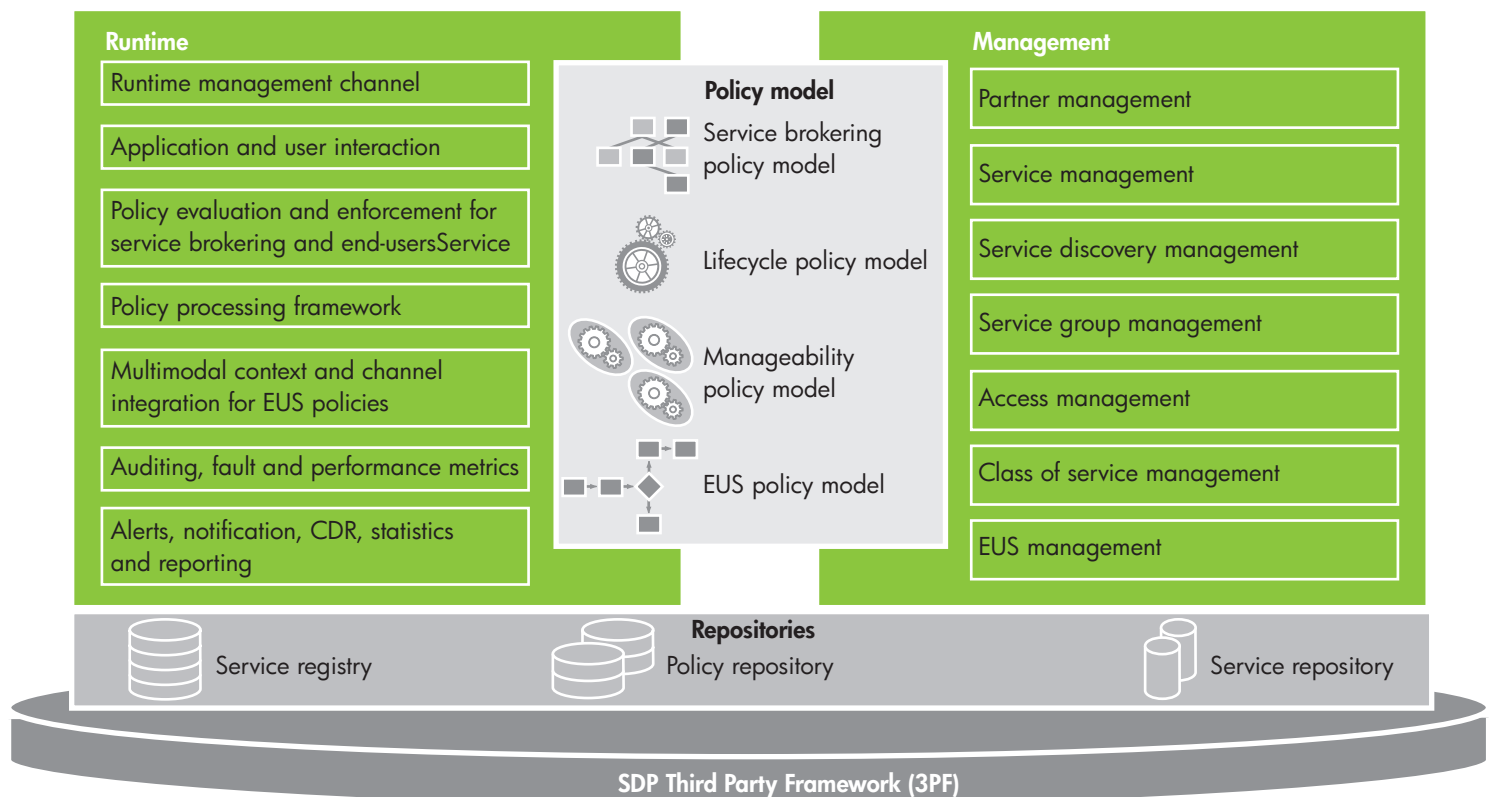 Runtime
Runtime management channel
Application and user interaction
Policy evaluation and enforcement for
service brokering and end-usersService
Policy processing framework
Multimodal context and channel
integration for EUS policies
Auditing, fault and performance metrics
Alerts, notification, CDR, statistics
and reporting
Policy model
Service brokering
policy model
Lifecycle policy model
Manageability
policy model
EUS policy model
Management
Partner management
Service management
Service discovery management
Service group management
Access management
Class of service management
EUS management
Repositories
Service registry
Policy repository
Service repository
SDP Third Party Framework (3PF)